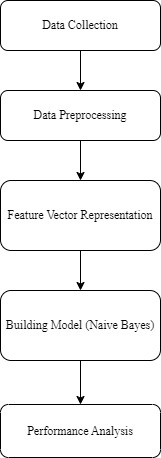 Data Collection
Data Preprocessing
Feature Vector Representation
Building Model (Naive Bayes)
Performance Analysis